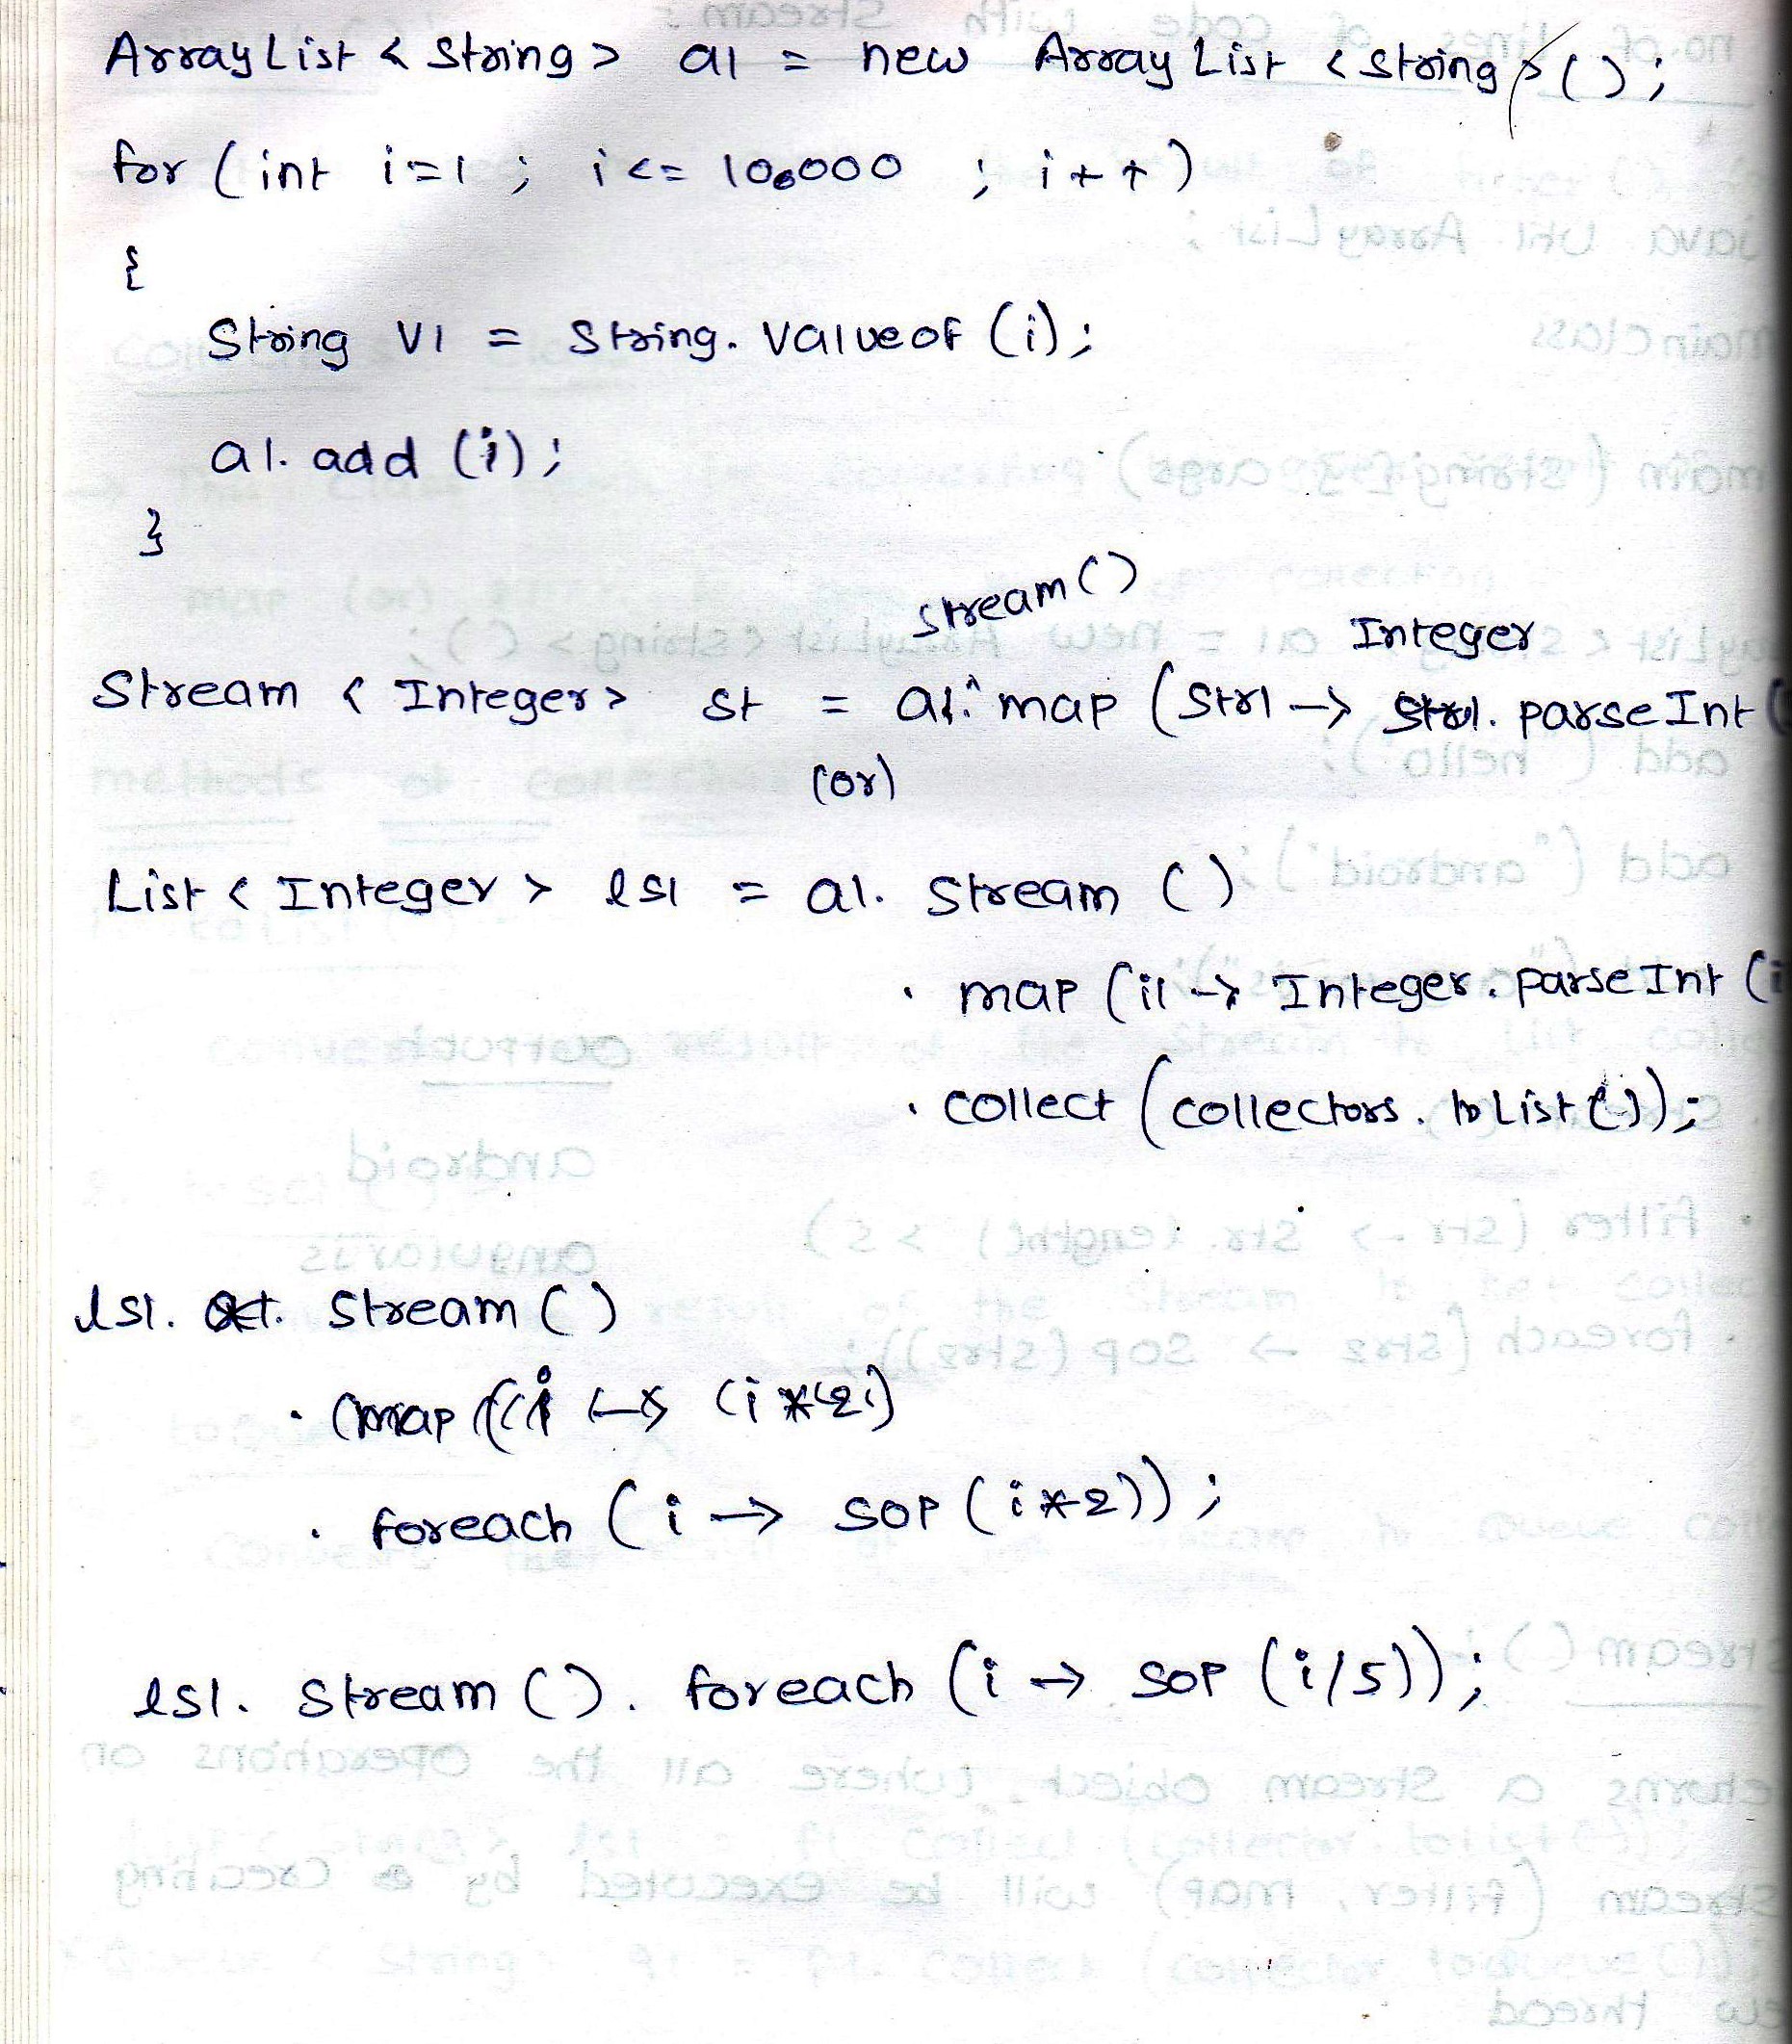 ArrayList < String > al = new ArrayList < String > ();
for (int i=1 ; i <= 10,000 ; i++)
{
String v1 = String. valueof (i);
al. add (i);
}
stream()
Integer
Stream < Integer > st = al. map (str1 → str1. parseInt (
(or)
List < Integer > ls1 = al. stream ()
. map (i1 → Integer. parseInt (i
. collect (collectors. toList());
ls1. stream ()
. map (i → (i*2)
. foreach (i → SOP (i*2));
ls1. stream (). foreach (i → SOP (i/5));